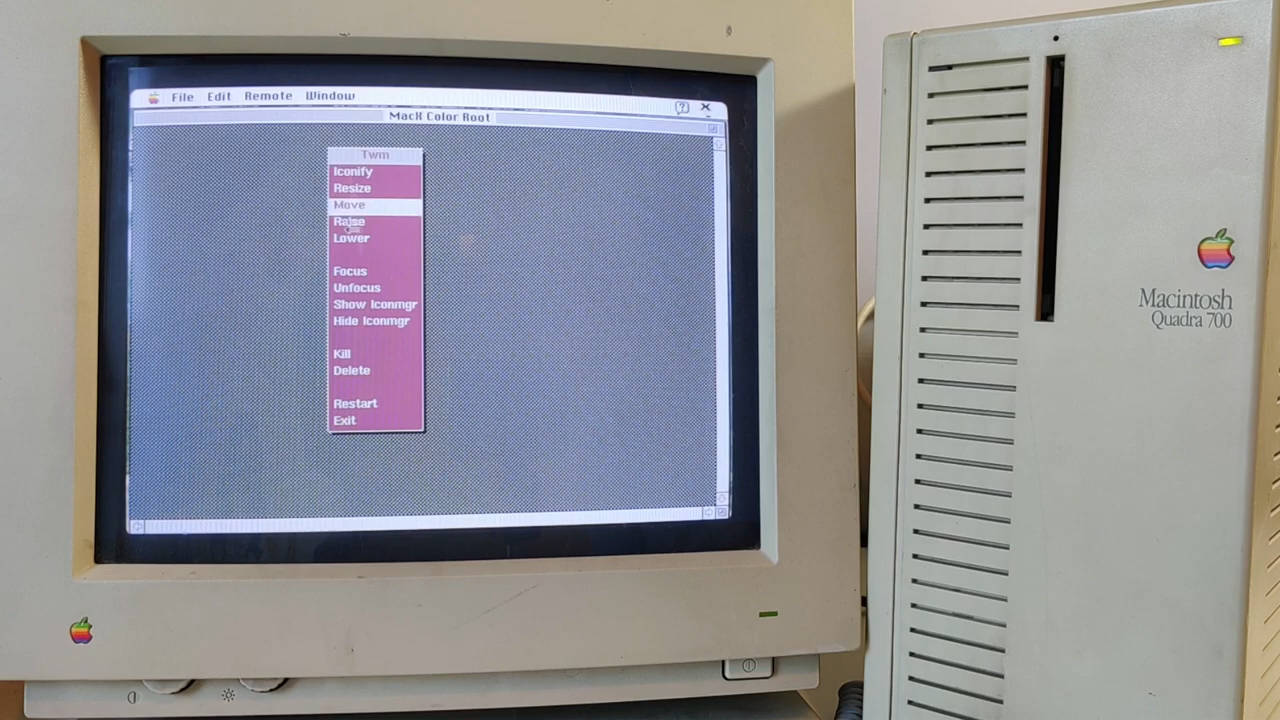 File Edit Remote Window
MacX Color Root
Twm
Iconify
Resize
Move
Raise
Lower
Focus
Unfocus
Show Iconmgr
Hide Iconmgr
Kill
Delete
Restart
Exit
Macintosh
Quadra 700